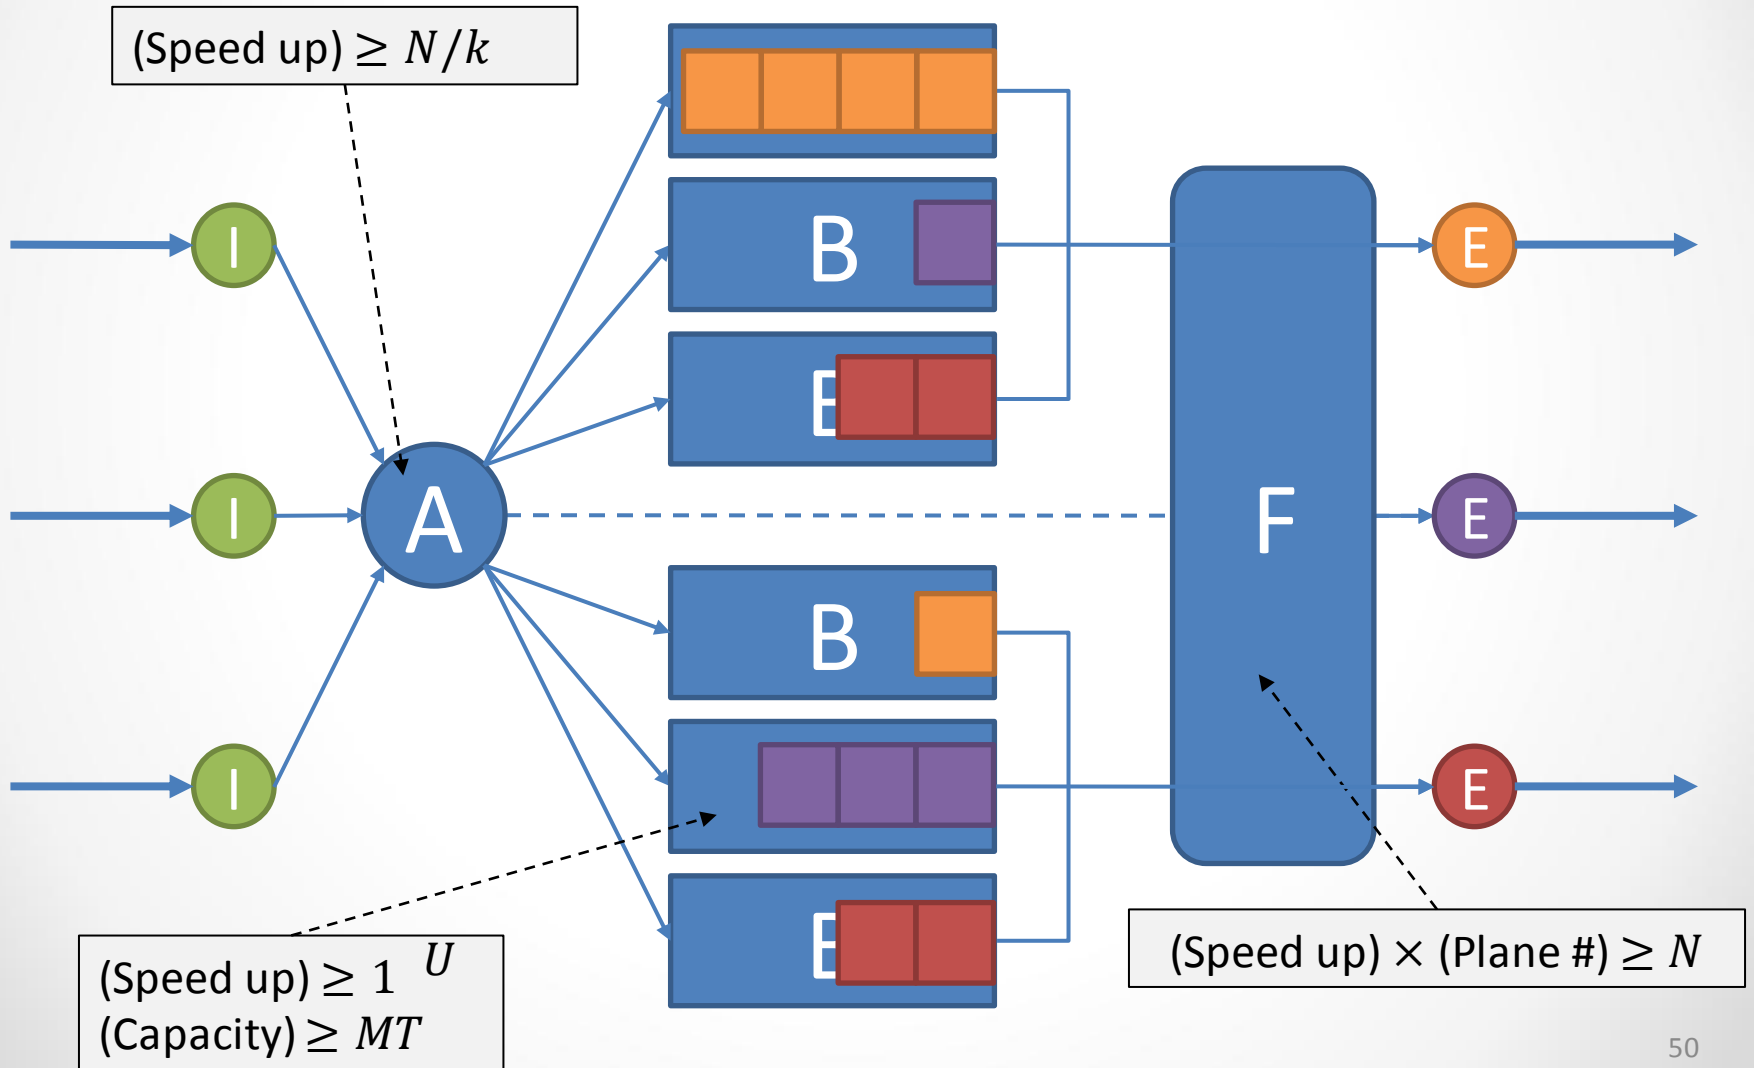 (Speed up) ≥ N/k
B
I
E
A
I
F
E
B
I
E
U
(Speed up) ≥ 1
(Capacity) ≥ MT
(Speed up) × (Plane #) ≥ N
50